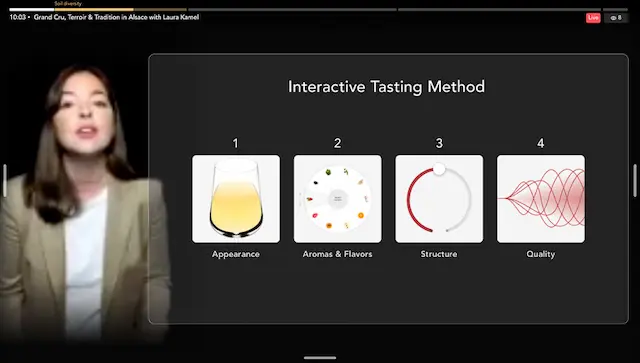 Soil diversity
10:03 • Grand Cru, Terroir & Tradition in Alsace with Laura Kamel
Live
8
Interactive Tasting Method
1
2
3
4
Appearance
Aromas & Flavors
Structure
Quality